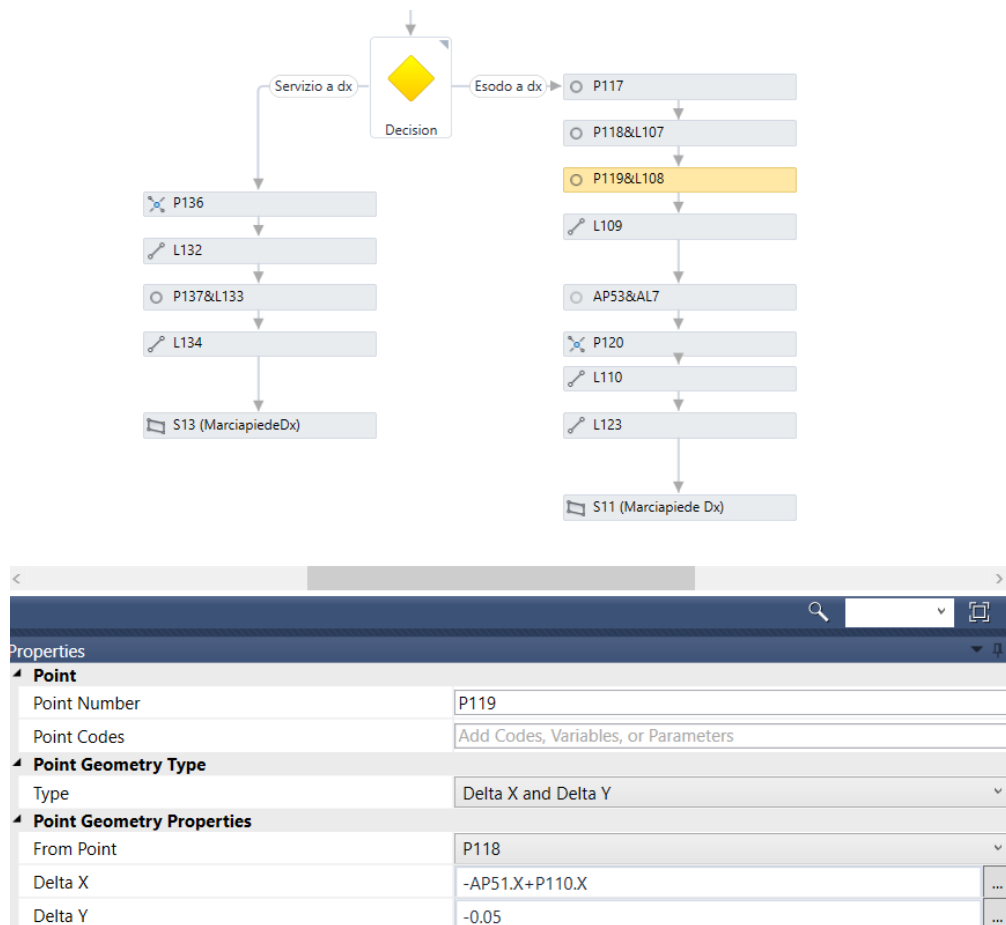 Servizio a dx
Esodo a dx
Decision
P117
P118&L107
P119&L108
L109
AP53&AL7
P120
L110
L123
S11 (Marciapiede Dx)
P136
L132
P137&L133
L134
S13 (MarciapiedeDx)
Properties
Point
Point Number P119
Point Codes Add Codes, Variables, or Parameters
Point Geometry Type
Type Delta X and Delta Y
Point Geometry Properties
From Point P118
Delta X -AP51.X+P110.X ...
Delta Y -0.05 ...